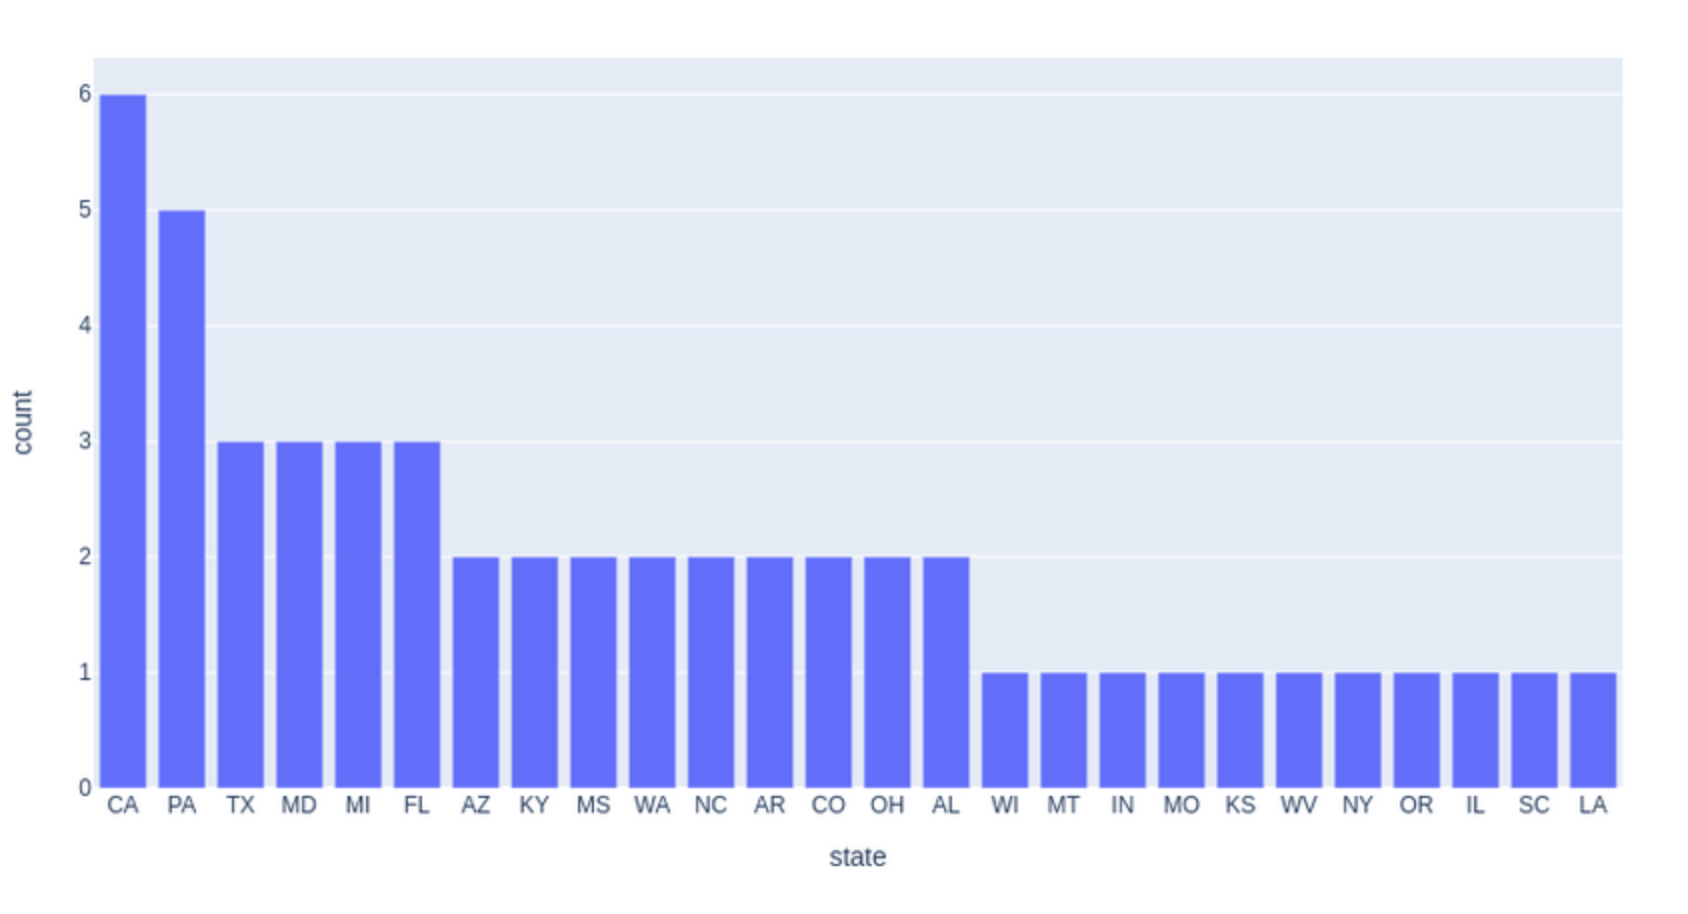 6
5
4
3
2
1
0
count
CA PA TX MD MI FL AZ KY MS WA NC AR CO OH AL WI MT IN MO KS WV NY OR IL SC LA
state